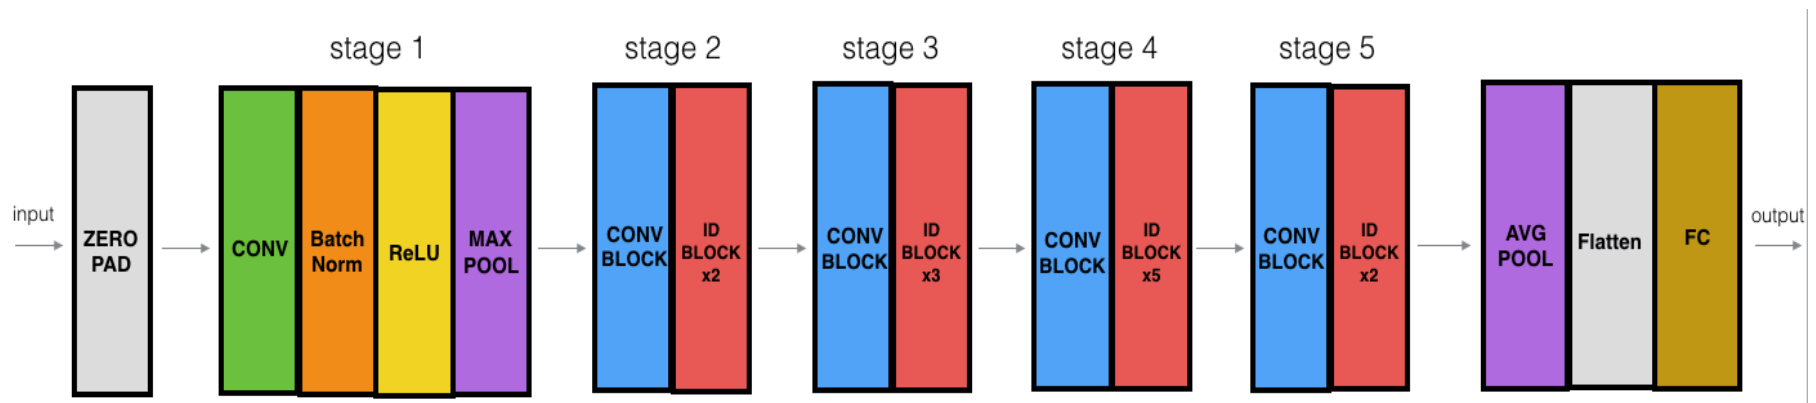 stage 1
stage 2
stage 3
stage 4
stage 5
input
ZERO
PAD
CONV
Batch
Norm
ReLU
MAX
POOL
CONV
BLOCK
ID
BLOCK
x2
CONV
BLOCK
ID
BLOCK
x3
CONV
BLOCK
ID
BLOCK
x5
CONV
BLOCK
ID
BLOCK
x2
AVG
POOL
Flatten
FC
output